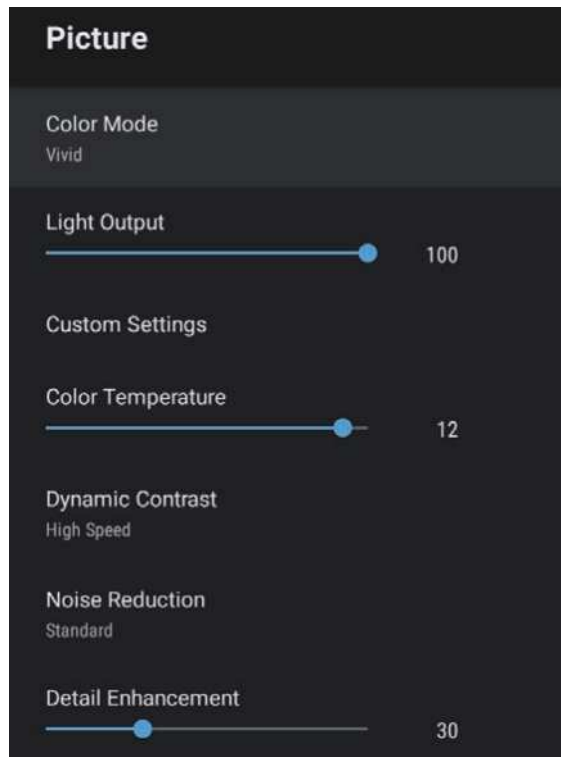 Picture
Color Mode
Vivid
Light Output
100
Custom Settings
Color Temperature
12
Dynamic Contrast
High Speed
Noise Reduction
Standard
Detail Enhancement
30